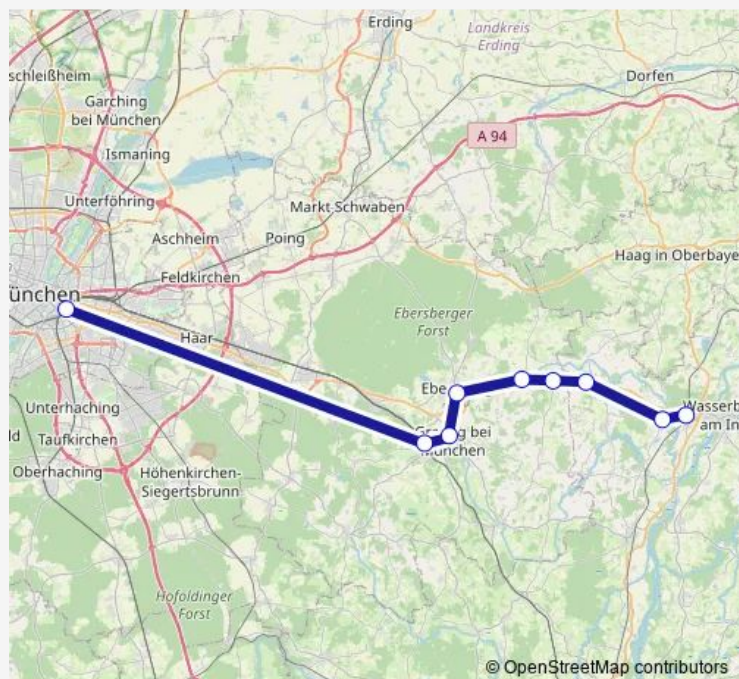 Erding
Landkreis
Erding
schleißheim
Dorfen
Garching
bei München
A 94
Ismaning
Unterföhring
Markt Schwaben
Aschheim
Poing
Feldkirchen
Haag in Oberbaye
ünchen
Ebersberger
Forst
Haar
Ebe
Unterhaching
Wasserb
am In
Taufkirchen
Gra g bei
München
Oberhaching
Höhenkirchen-
Siegertsbrunn
Hofoldinger
Forst
© OpenStreetMap contributors